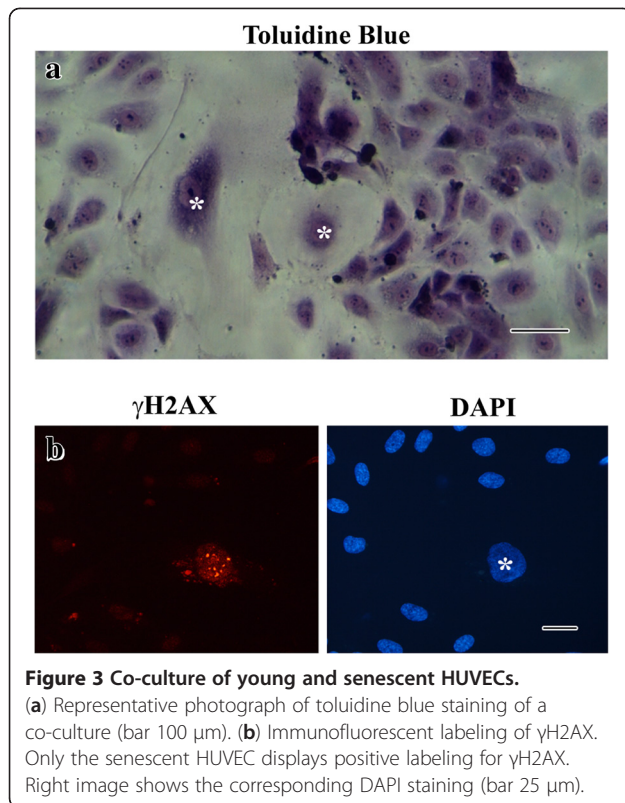 Toluidine Blue
a
*
*
γH2AX
DAPI
b
*
Figure 3 Co-culture of young and senescent HUVECs.
(a) Representative photograph of toluidine blue staining of a
co-culture (bar 100 μm). (b) Immunofluorescent labeling of γH2AX.
Only the senescent HUVEC displays positive labeling for γH2AX.
Right image shows the corresponding DAPI staining (bar 25 μm).